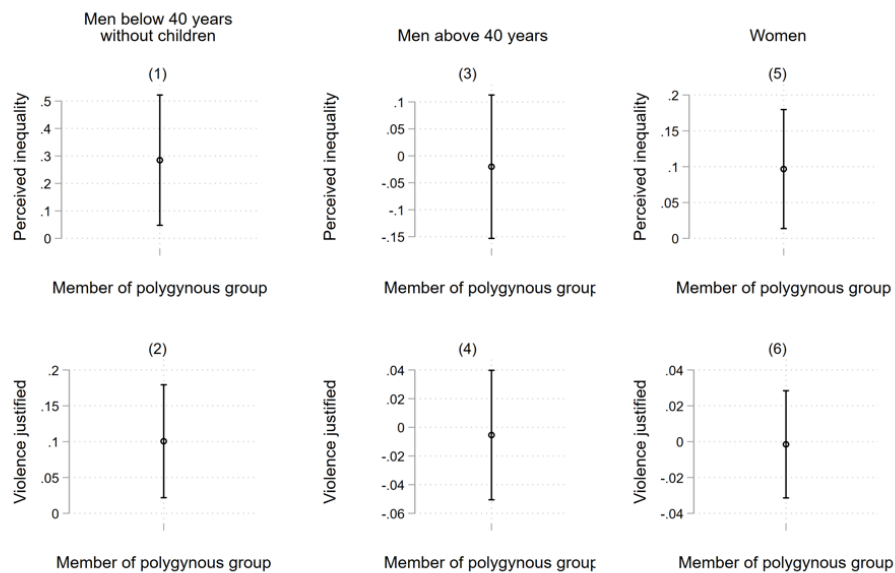 Men below 40 years
without children
Men above 40 years
Women
(1)
(3)
(5)
Perceived inequality
.5
.4
.3
.2
.1
0
Perceived inequality
.1
.05
0
-.05
-.1
-.15
Perceived inequality
.2
.15
.1
.05
0
Member of polygynous group
Member of polygynous group
Member of polygynous group
(2)
(4)
(6)
Violence justified
.2
.15
.1
.05
0
Violence justified
.04
.02
0
-.02
-.04
-.06
Violence justified
.04
.02
0
-.02
-.04
Member of polygynous group
Member of polygynous group
Member of polygynous group